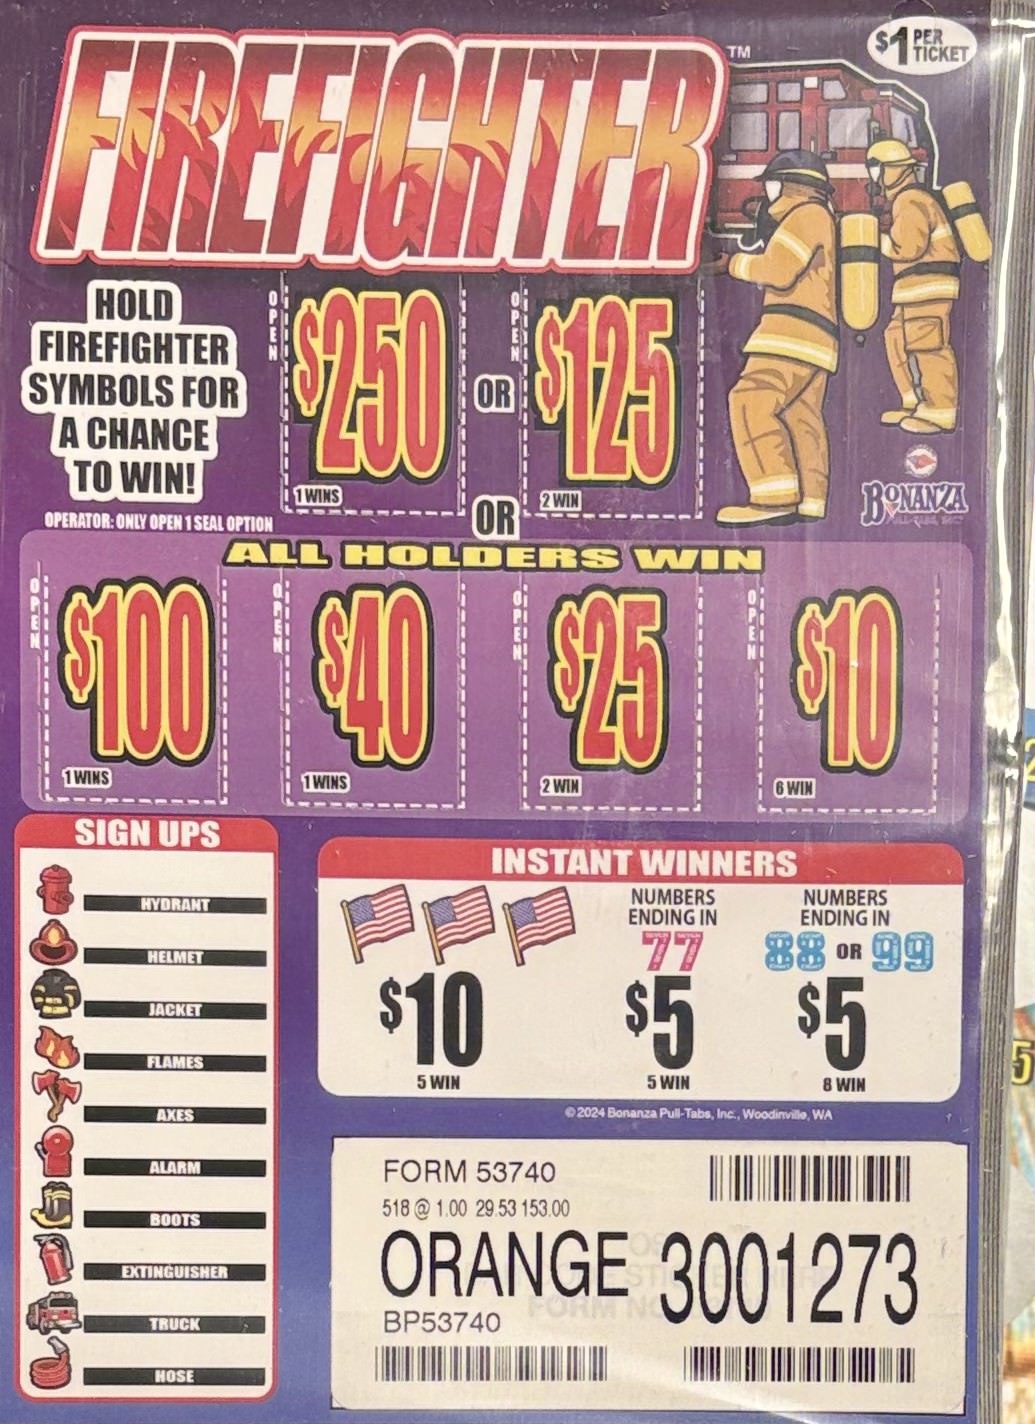 $1 PER
TICKET
FIREFIGHTER™
HOLD
FIREFIGHTER
SYMBOLS FOR
A CHANCE
TO WIN!
OPERATOR: ONLY OPEN 1 SEAL OPTION
OPEN
$250
1 WINS
OR
OPEN
$125
2 WIN
OR
BONANZA
PULL-TABS, INC.
ALL HOLDERS WIN
OPEN
$100
1 WINS
OPEN
$40
1 WINS
OPEN
$25
2 WIN
OPEN
$10
6 WIN
SIGN UPS
HYDRANT
HELMET
JACKET
FLAMES
AXES
ALARM
BOOTS
EXTINGUISHER
TRUCK
HOSE
INSTANT WINNERS
$10
5 WIN
NUMBERS
ENDING IN
77
$5
5 WIN
NUMBERS
ENDING IN
88 OR 99
$5
8 WIN
© 2024 Bonanza Pull-Tabs, Inc., Woodinville, WA
FORM 53740
518 @ 1.00 29.53 153.00
ORANGE 3001273
BP53740